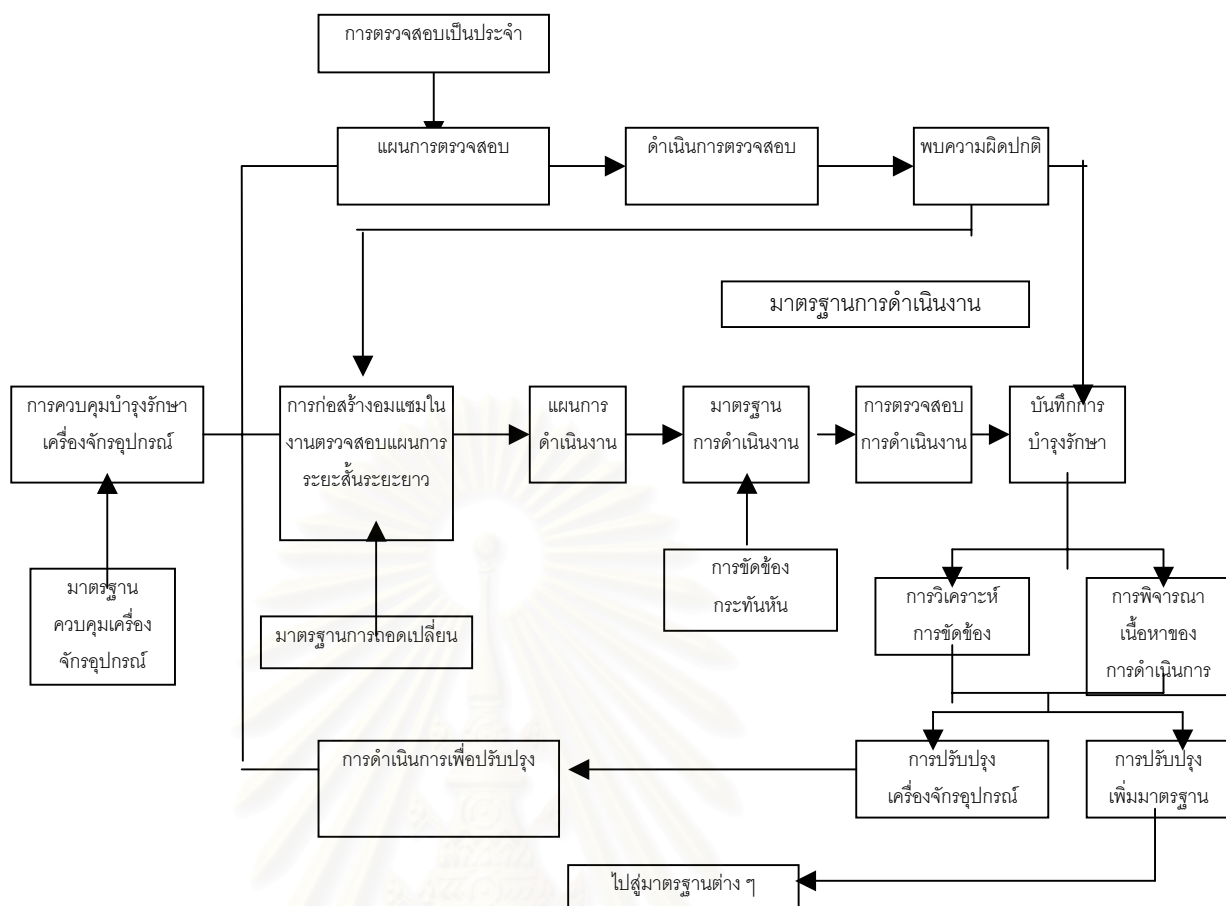 การตรวจสอบเป็นประจำ
แผนการตรวจสอบ
ดำเนินการตรวจสอบ
พบความผิดปกติ
มาตรฐานการดำเนินงาน
การควบคุมบำรุงรักษา
เครื่องจักรอุปกรณ์
การก่อสร้างอมแซมใน
งานตรวจสอบแผนการ
ระยะสั้นระยะยาว
แผนการ
ดำเนินงาน
มาตรฐาน
การดำเนินงาน
การตรวจสอบ
การดำเนินงาน
บันทึกการ
บำรุงรักษา
มาตรฐาน
ควบคุมเครื่อง
จักรอุปกรณ์
มาตรฐานการถอดเปลี่ยน
การขัดข้อง
กระทันหัน
การวิเคราะห์
การขัดข้อง
การพิจารณา
เนื้อหาของ
การดำเนินการ
การดำเนินการเพื่อปรับปรุง
การปรับปรุง
เครื่องจักรอุปกรณ์
การปรับปรุง
เพิ่มมาตรฐาน
ไปสู่มาตรฐานต่าง ๆ